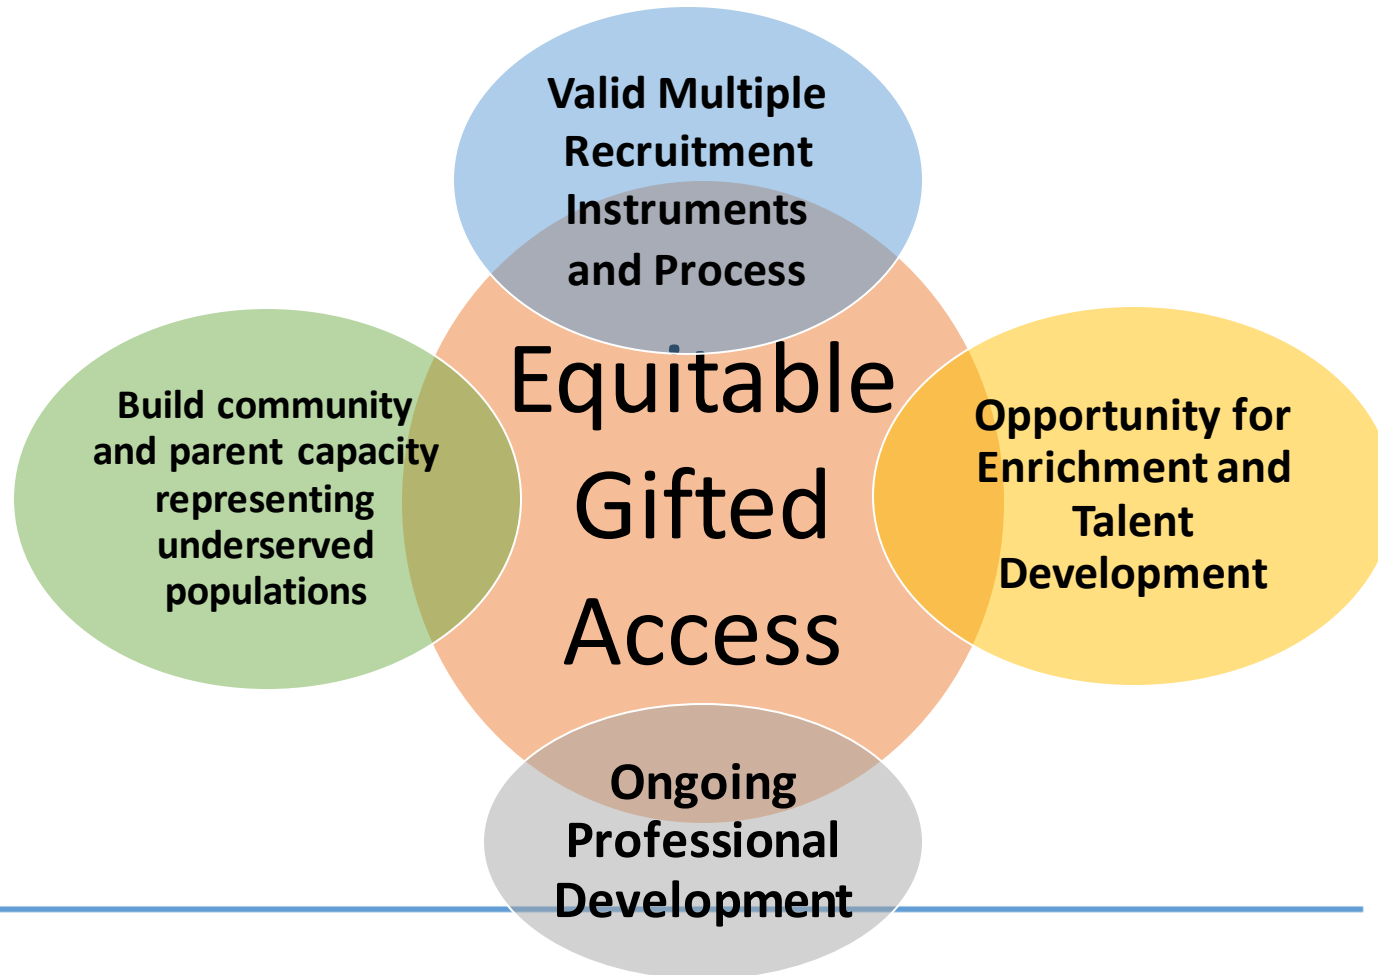 Valid Multiple
Recruitment
Instruments
and Process
Equitable
Gifted
Access
Build community
and parent capacity
representing
underserved
populations
Opportunity for
Enrichment and
Talent
Development
Ongoing
Professional
Development